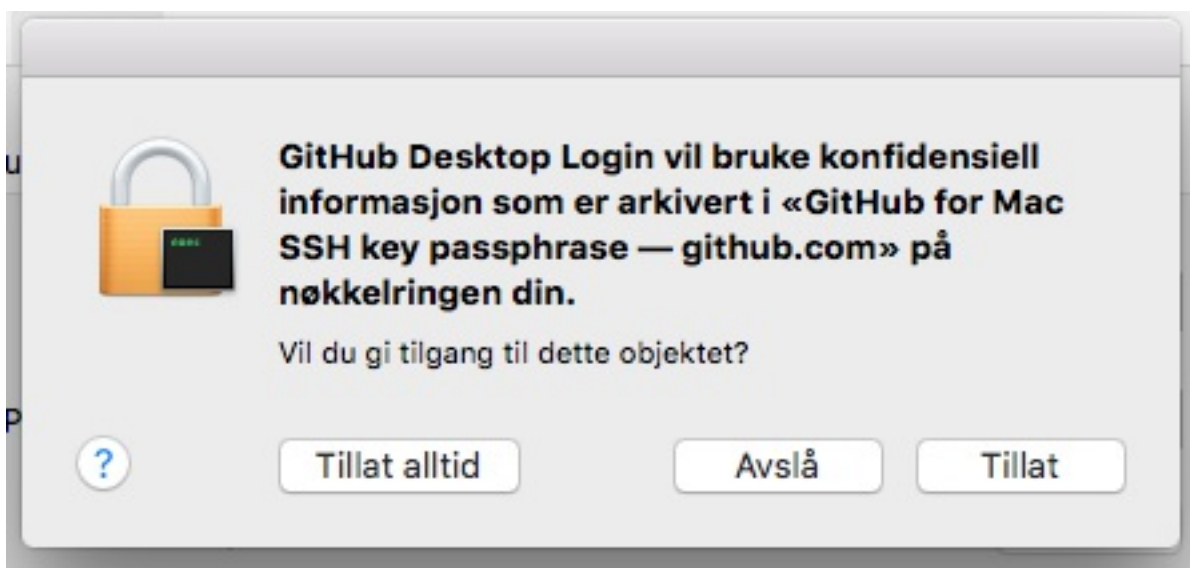 u
GitHub Desktop Login vil bruke konfidensiell
informasjon som er arkivert i «GitHub for Mac
SSH key passphrase — github.com» på
nøkkelringen din.
Vil du gi tilgang til dette objektet?
P
? Tillat alltid Avslå Tillat